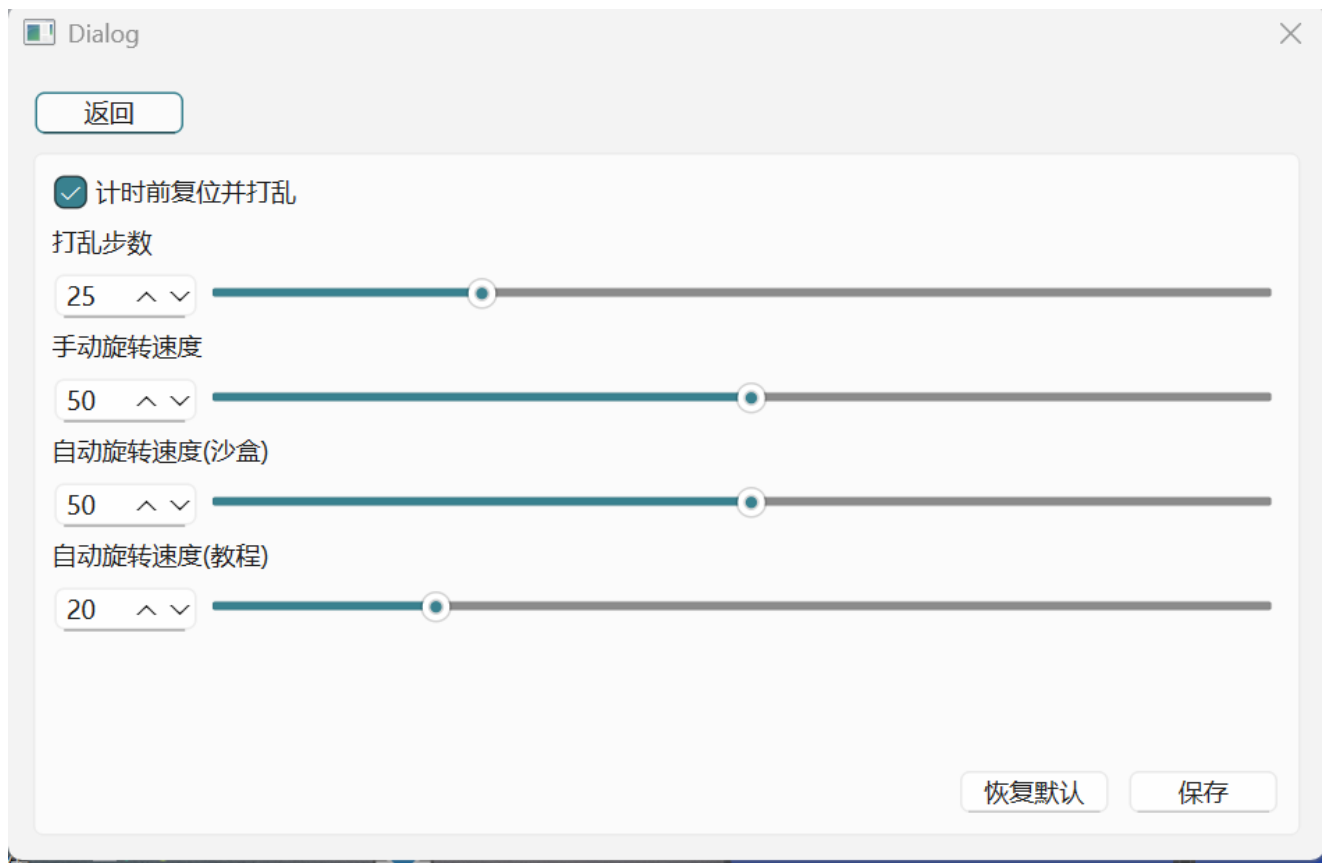 Dialog
返回
计时前复位并打乱
打乱步数
25
手动旋转速度
50
自动旋转速度(沙盒)
50
自动旋转速度(教程)
20
恢复默认 保存